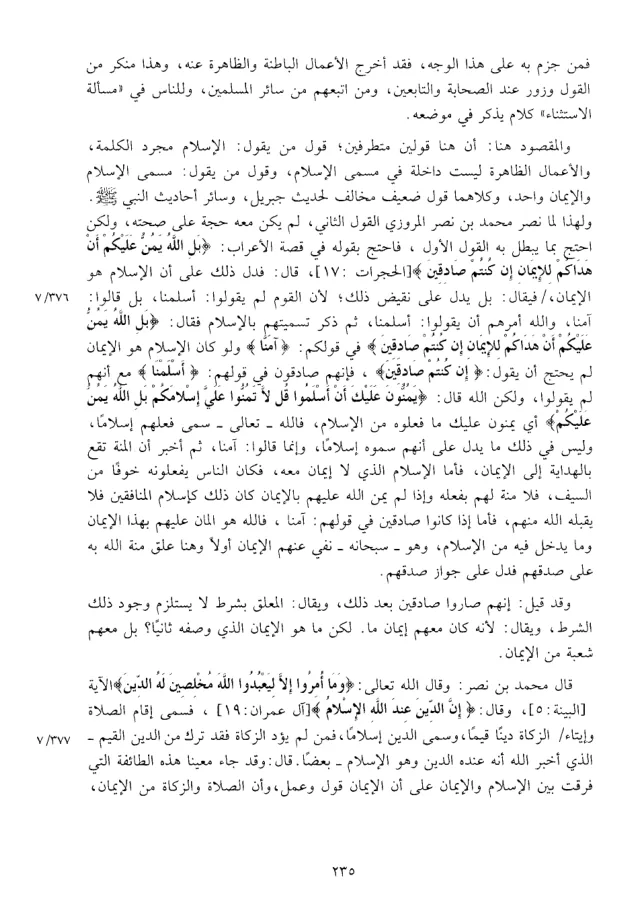 فمن جزم به على هذا الوجه، فقد أخرج الأعمال الباطنة والظاهرة عنه، وهذا منكر من
القول وزور عند الصحابة والتابعين، ومن اتبعهم من سائر المسلمين، وللناس في «مسألة
الاستثناء» كلام يذكر في موضعه.
والمقصود هنا: أن هنا قولين متطرفين؛ قول من يقول: الإسلام مجرد الكلمة،
والأعمال الظاهرة ليست داخلة في مسمى الإسلام، وقول من يقول: مسمى الإسلام
والإيمان واحد، وكلاهما قول ضعيف مخالف لحديث جبريل، وسائر أحاديث النبي ﷺ.
ولهذا لما نصر محمد بن نصر المروزي القول الثاني، لم يكن معه حجة على صحته، ولكن
احتج بما يبطل به القول الأول ، فاحتج بقوله في قصة الأعراب: ﴿بَلِ اللَّهُ يَمُنُّ عَلَيْكُمْ أَنْ
هَدَاكُمْ لِلإِيمَانِ إِن كُنتُمْ صَادِقِينَ ﴾[الحجرات :١٧]، قال: فدل ذلك على أن الإسلام هو
الإيمان،/فيقال: بل يدل على نقيض ذلك؛ لأن القوم لم يقولوا: أسلمنا، بل قالوا: ٧/٣٧٦
آمنا، والله أمرهم أن يقولوا: أسلمنا، ثم ذكر تسميتهم بالإسلام فقال: ﴿بَلِ اللَّهُ يَمُنُّ
عَلَيْكُمْ أَنْ هَدَاكُمْ لِلإِيمَانِ إِن كُنتُمْ صَادِقِينَ ﴾ في قولكم: ﴿ آمَنَّا ﴾ ولو كان الإسلام هو الإيمان
لم يحتج أن يقول:﴿ إِن كُنتُمْ صَادِقِينَ﴾ ، فإنهم صادقون في قولهم: ﴿ أَسْلَمْنَا ﴾ مع أنهم
لم يقولوا، ولكن الله قال: ﴿يَمُنُّونَ عَلَيْكَ أَنْ أَسْلَمُوا قُل لاَّ تَمُنُّوا عَلَيَّ إِسْلامَكُم بَلِ اللَّهُ يَمُنُّ
عَلَيْكُمْ﴾ أي يمنون عليك ما فعلوه من الإسلام، فالله ـ تعالى ـ سمى فعلهم إسلامًا،
وليس في ذلك ما يدل على أنهم سموه إسلامًا، وإنما قالوا: آمنا، ثم أخبر أن المنة تقع
بالهداية إلى الإيمان، فأما الإسلام الذي لا إيمان معه، فكان الناس يفعلونه خوفًا من
السيف، فلا منة لهم بفعله وإذا لم يمن الله عليهم بالإيمان كان ذلك كإسلام المنافقين فلا
يقبله الله منهم، فأما إذا كانوا صادقين في قولهم: آمنا ، فالله هو المان عليهم بهذا الإيمان
وما يدخل فيه من الإسلام، وهو ـ سبحانه ـ نفي عنهم الإيمان أولاً وهنا علق منة الله به
على صدقهم فدل على جواز صدقهم.
وقد قيل: إنهم صاروا صادقين بعد ذلك، ويقال: المعلق بشرط لا يستلزم وجود ذلك
الشرط، ويقال: لأنه كان معهم إيمان ما. لكن ما هو الإيمان الذي وصفه ثانيًا؟ بل معهم
شعبة من الإيمان.
قال محمد بن نصر: وقال الله تعالى:﴿وَمَا أُمِرُوا إِلاَّ لِيَعْبُدُوا اللَّهَ مُخْلِصِينَ لَهُ الدِّينَ﴾الآية
[البينة:٥]، وقال:﴿ إِنَّ الدِّينَ عِندَ اللَّهِ الإِسْلامُ ﴾[آل عمران:١٩] ، فسمى إقام الصلاة
وإيتاء/ الزكاة دينًا قيمًا،وسمى الدين إسلامًا،فمن لم يؤد الزكاة فقد ترك من الدين القيم ـ ٧/٣٧٧
الذي أخبر الله أنه عنده الدين وهو الإسلام ـ بعضًا.قال:وقد جاء معينا هذه الطائفة التي
فرقت بين الإسلام والإيمان على أن الإيمان قول وعمل،وأن الصلاة والزكاة من الإيمان،
٢٣٥